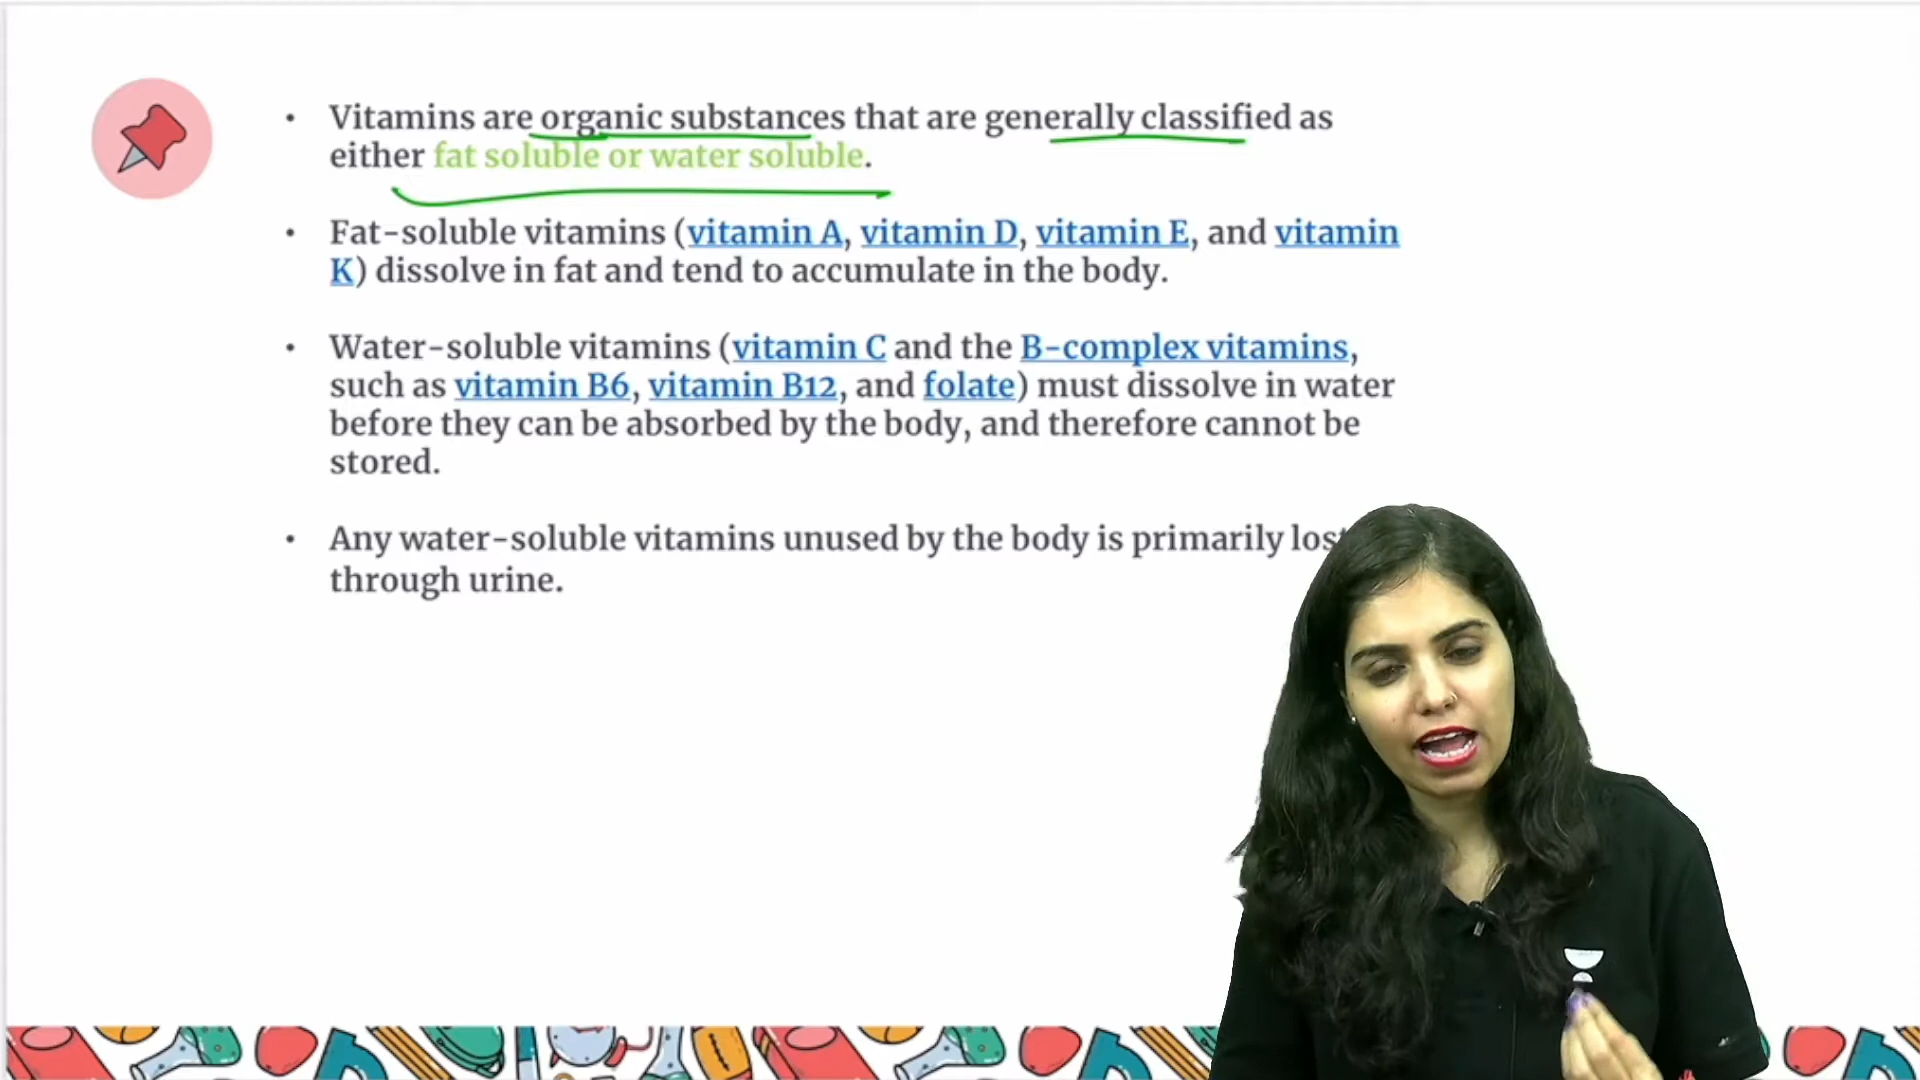 • Vitamins are organic substances that are generally classified as
either fat soluble or water soluble.
• Fat-soluble vitamins (vitamin A, vitamin D, vitamin E, and vitamin
K) dissolve in fat and tend to accumulate in the body.
• Water-soluble vitamins (vitamin C and the B-complex vitamins,
such as vitamin B6, vitamin B12, and folate) must dissolve in water
before they can be absorbed by the body, and therefore cannot be
stored.
• Any water-soluble vitamins unused by the body is primarily lost
through urine.